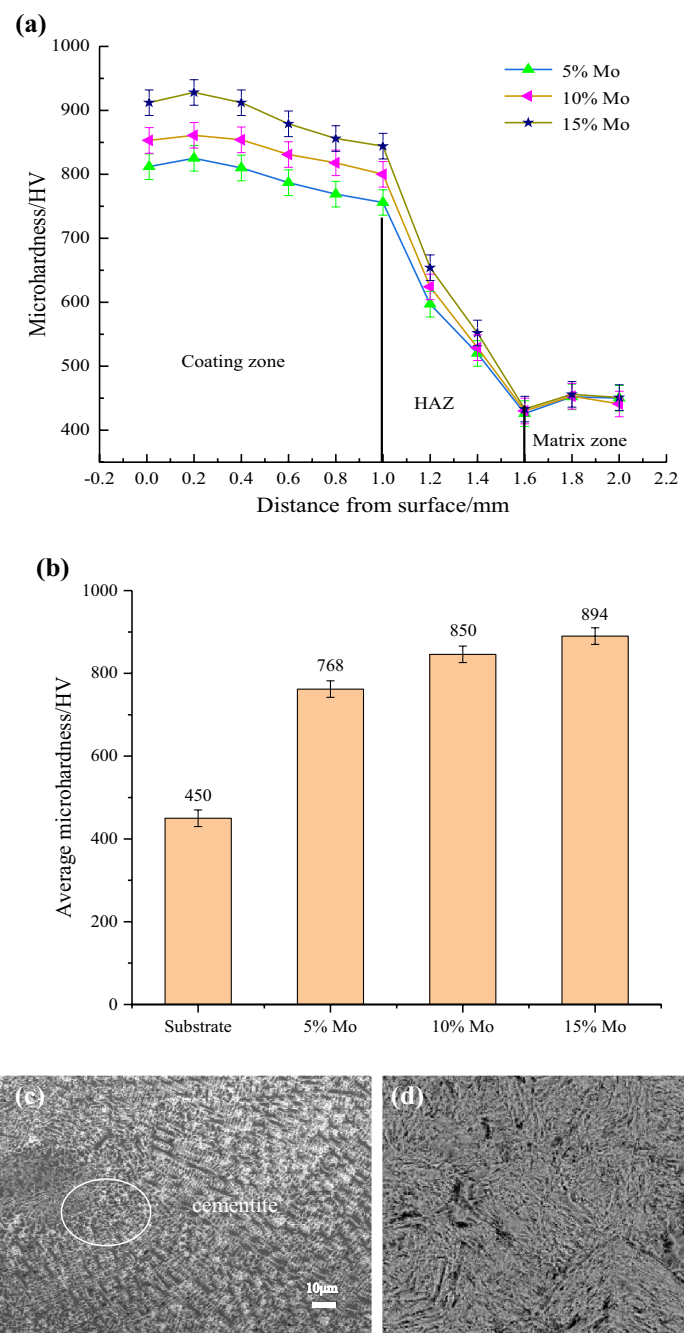 (a)
1000
900
800
700
600
500
400
Microhardness/HV
5% Mo
10% Mo
15% Mo
Coating zone
HAZ
Matrix zone
-0.2 0.0 0.2 0.4 0.6 0.8 1.0 1.2 1.4 1.6 1.8 2.0 2.2
Distance from surface/mm
(b)
1000
800
600
400
200
0
Average microhardness/HV
450
768
850
894
Substrate 5% Mo 10% Mo 15% Mo
(c)
cementite
10μm
(d)